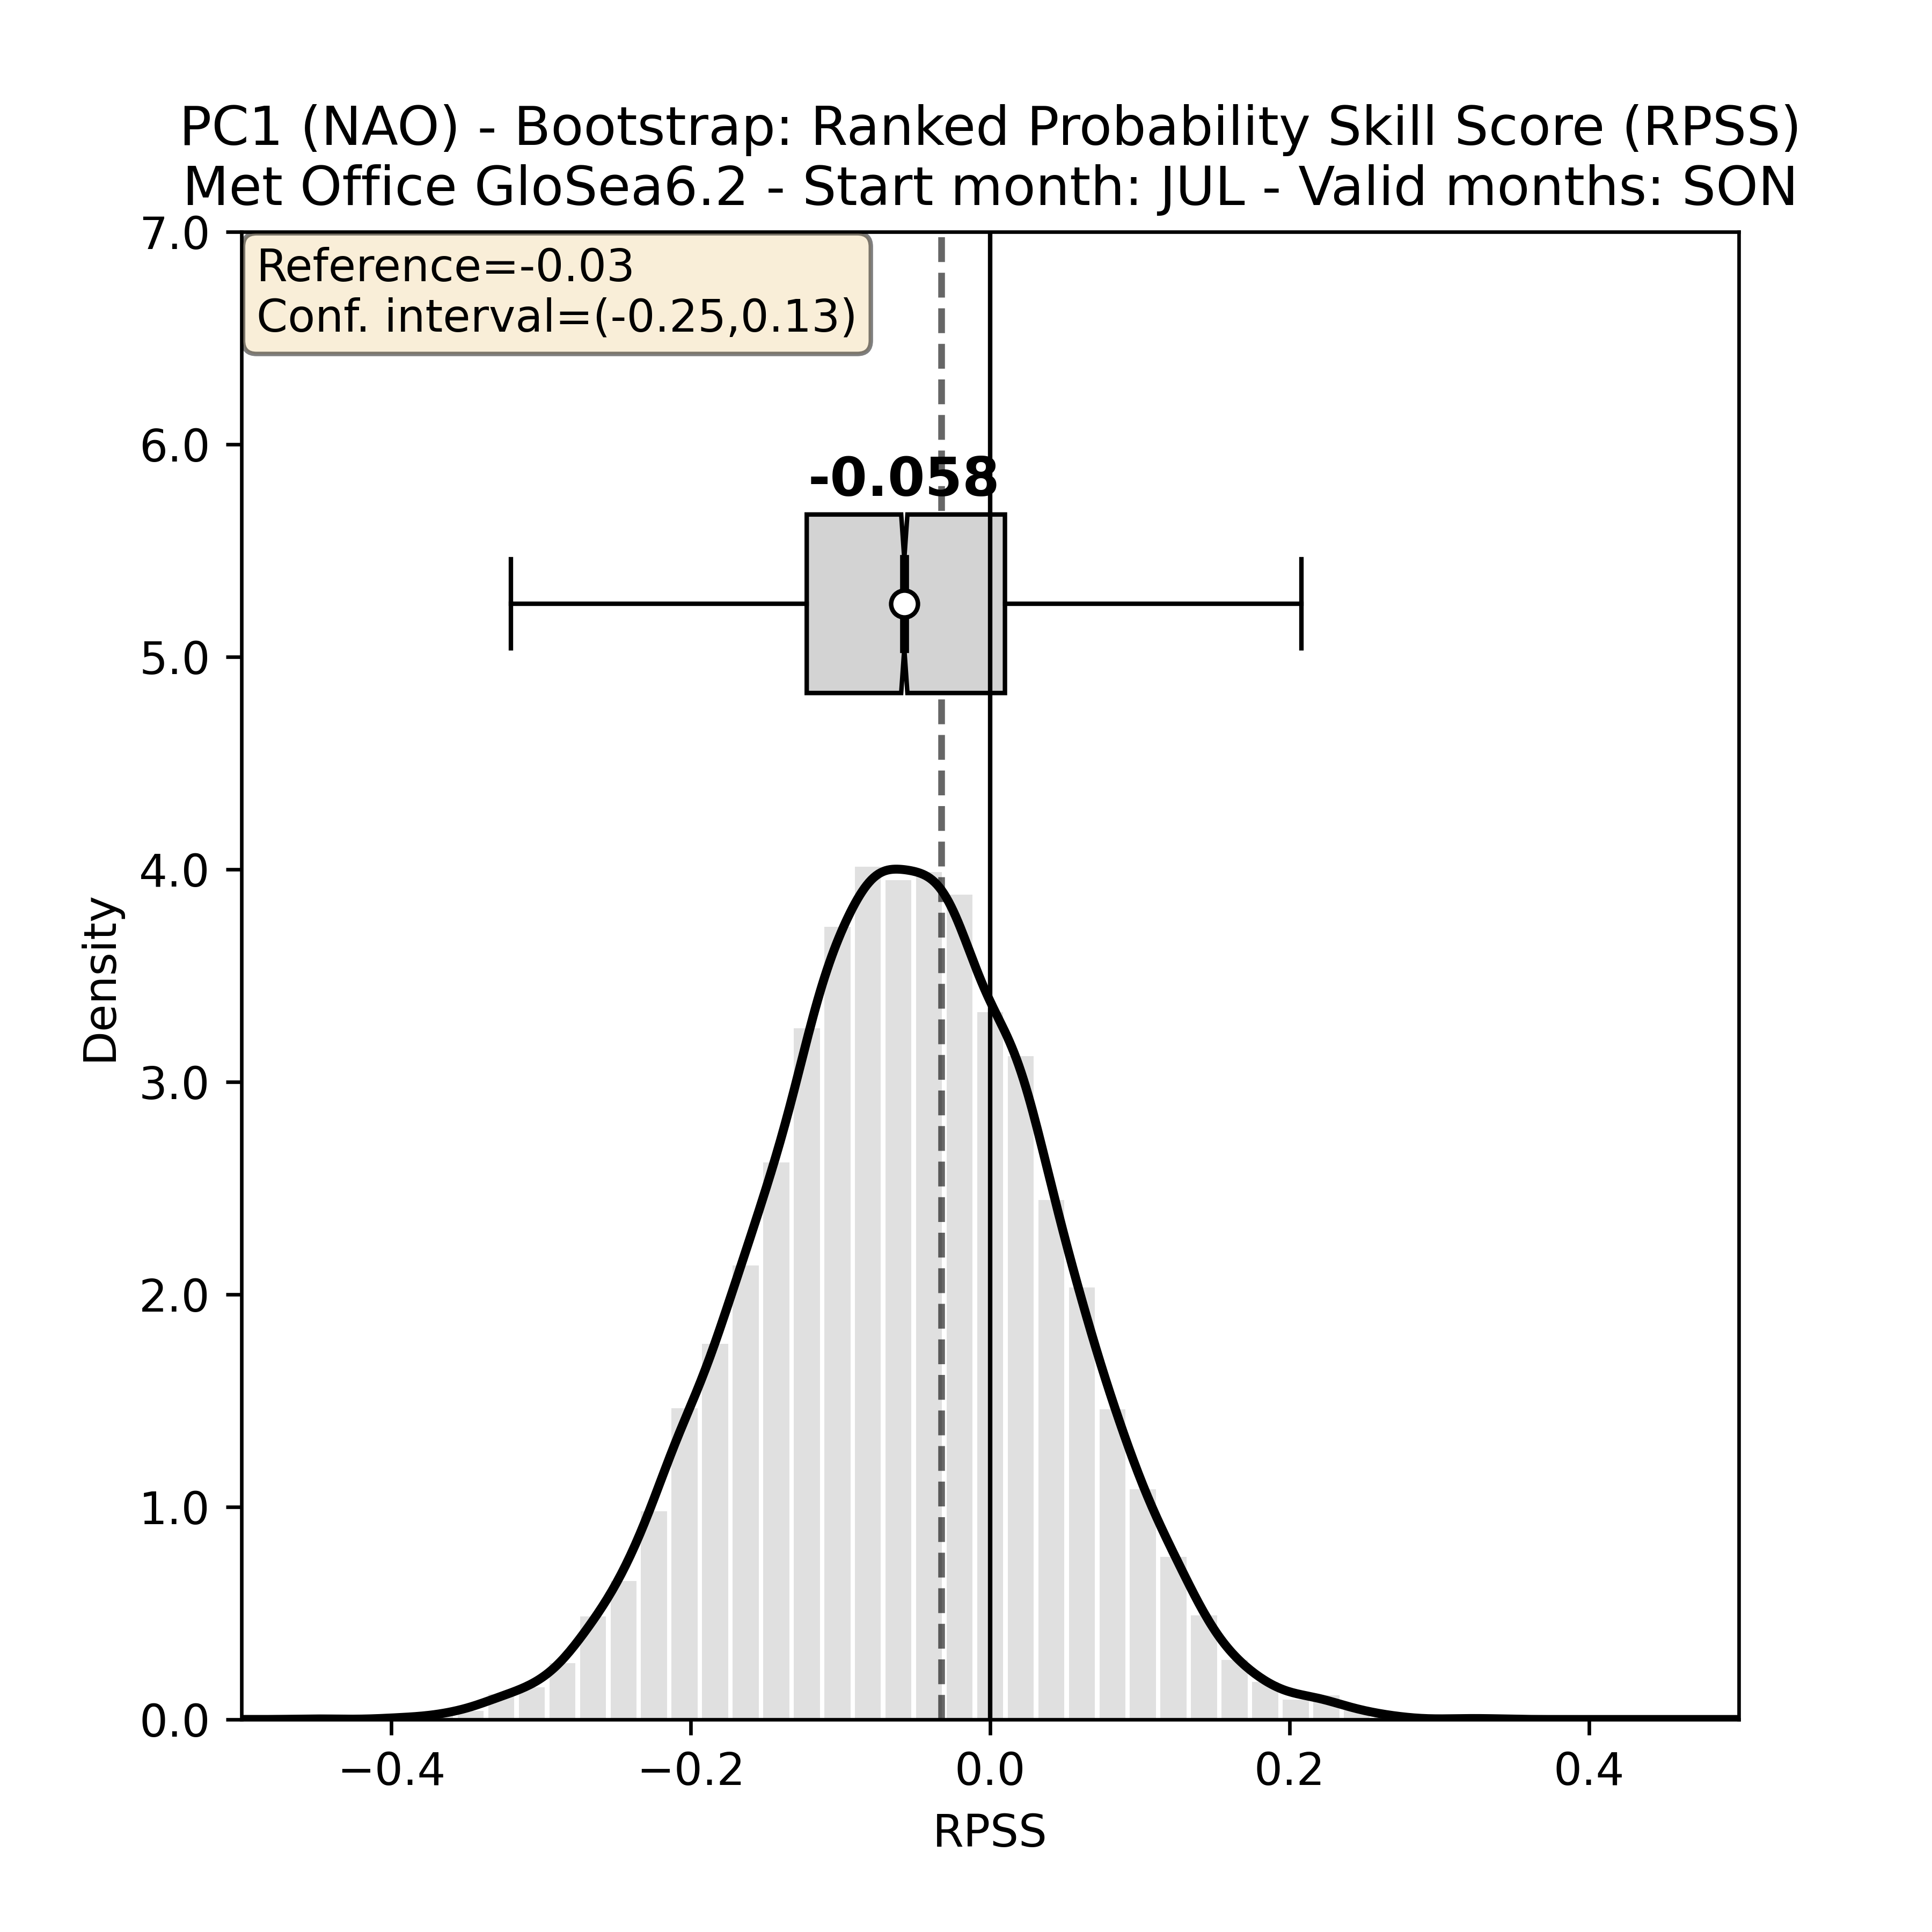 PC1 (NAO) - Bootstrap: Ranked Probability Skill Score (RPSS)
Met Office GloSea6.2 - Start month: JUL - Valid months: SON
7.0
Reference=-0.03
Conf. interval=(-0.25,0.13)
6.0
-0.058
5.0
4.0
Density
3.0
2.0
1.0
0.0
−0.4 −0.2 0.0 0.2 0.4
RPSS